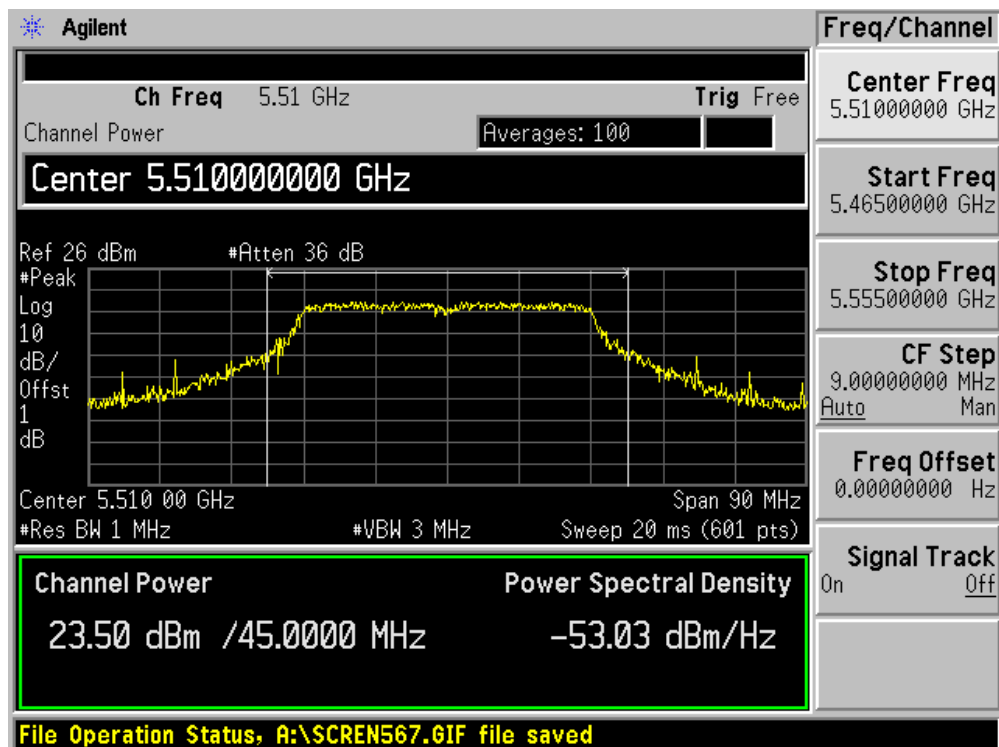 Agilent
Freq/Channel
Ch Freq 5.51 GHz Trig Free
Channel Power Averages: 100
Center 5.510000000 GHz
Ref 26 dBm #Atten 36 dB
#Peak
Log
10
dB/
Offst
1
dB
Center 5.510 00 GHz Span 90 MHz
#Res BW 1 MHz #VBW 3 MHz Sweep 20 ms (601 pts)
Channel Power Power Spectral Density
23.50 dBm /45.0000 MHz -53.03 dBm/Hz
Center Freq
5.51000000 GHz
Start Freq
5.46500000 GHz
Stop Freq
5.55500000 GHz
CF Step
9.00000000 MHz
Auto Man
Freq Offset
0.00000000 Hz
Signal Track
On Off
File Operation Status, A:\SCREN567.GIF file saved